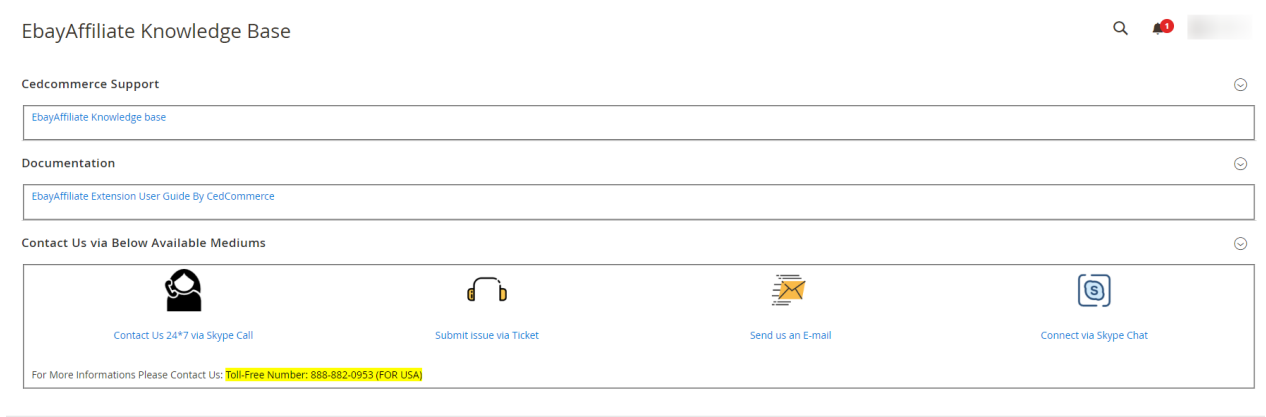 EbayAffiliate Knowledge Base
1
Cedcommerce Support
EbayAffiliate Knowledge base
Documentation
EbayAffiliate Extension User Guide By CedCommerce
Contact Us via Below Available Mediums
S
Contact Us 24*7 via Skype Call
Submit issue via Ticket
Send us an E-mail
Connect via Skype Chat
For More Informations Please Contact Us: Toll-Free Number: 888-882-0953 (FOR USA)